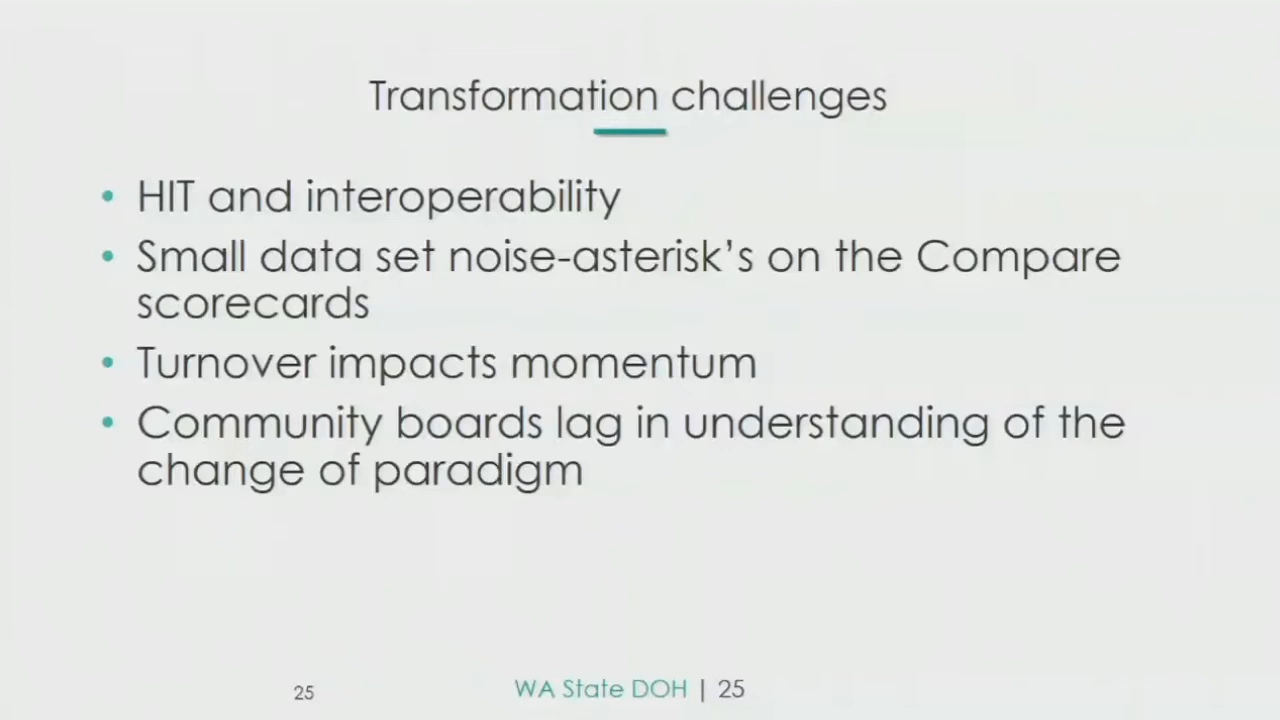 Transformation challenges
• HIT and interoperability
• Small data set noise-asterisk’s on the Compare
scorecards
• Turnover impacts momentum
• Community boards lag in understanding of the
change of paradigm
25
WA State DOH | 25